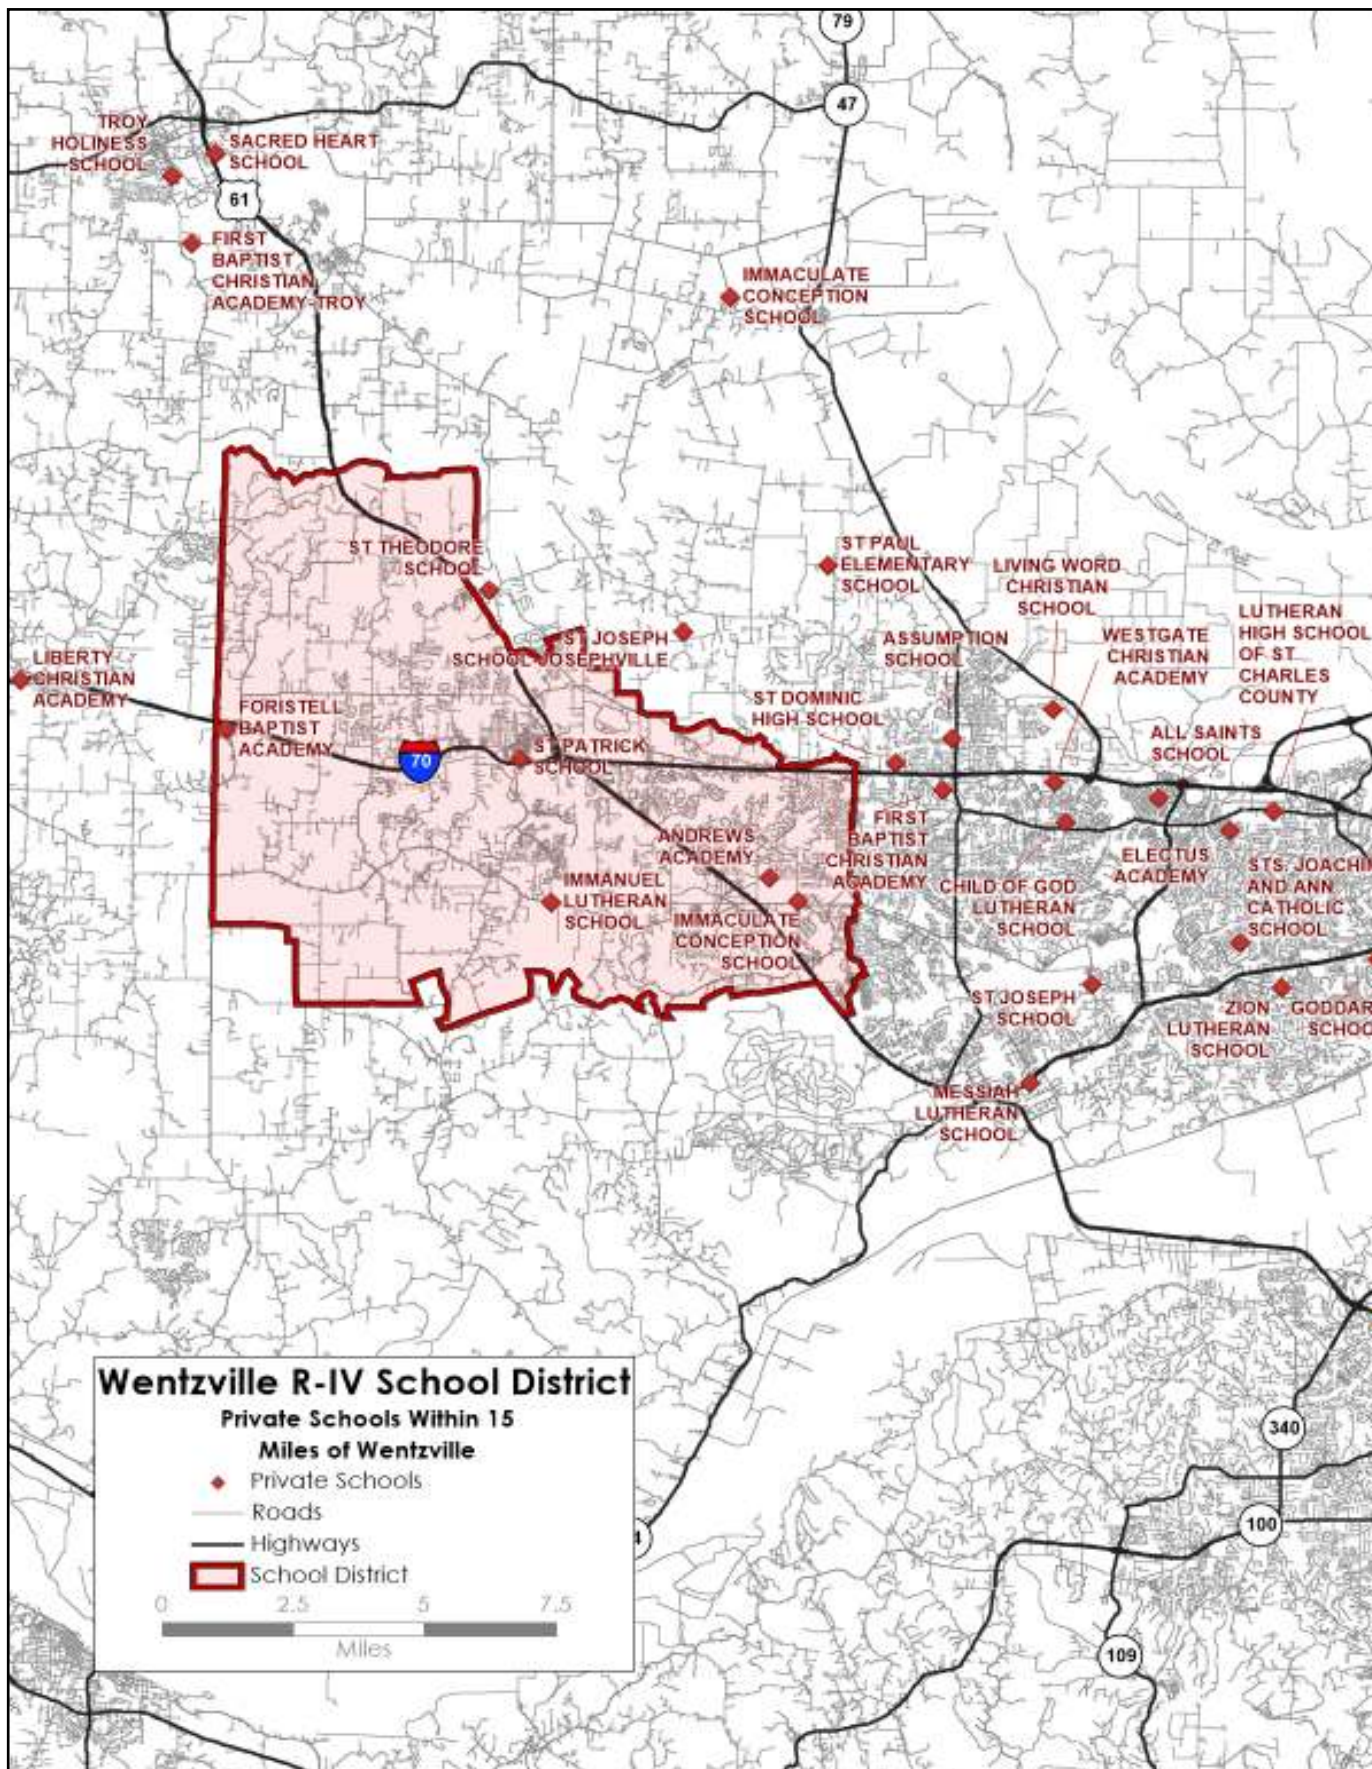 79
47
TROY
HOLINESS
SCHOOL
SACRED HEART
SCHOOL
61
FIRST
BAPTIST
CHRISTIAN
ACADEMY-TROY
IMMACULATE
CONCEPTION
SCHOOL
ST THEODORE
SCHOOL
ST PAUL
ELEMENTARY
SCHOOL
LIVING WORD
CHRISTIAN
SCHOOL
LUTHERAN
HIGH SCHOOL
OF ST
CHARLES
COUNTY
WESTGATE
CHRISTIAN
ACADEMY
ASSUMPTION
SCHOOL
ST JOSEPH
SCHOOL-JOSEPHVILLE
LIBERTY
CHRISTIAN
ACADEMY
ST DOMINIC
HIGH SCHOOL
FORISTELL
BAPTIST
ACADEMY
70
ST PATRICK
SCHOOL
ALL SAINTS
SCHOOL
FIRST
BAPTIST
CHRISTIAN
ACADEMY
ANDREWS
ACADEMY
ELECTUS
ACADEMY
STS. JOACHI
AND ANN
CATHOLIC
SCHOOL
IMMANUEL
LUTHERAN
SCHOOL
CHILD OF GOD
LUTHERAN
SCHOOL
IMMACULATE
CONCEPTION
SCHOOL
ST JOSEPH
SCHOOL
ZION
LUTHERAN
SCHOOL
GODDAR
SCHOO
MESSIAH
LUTHERAN
SCHOOL
Wentzville R-IV School District
Private Schools Within 15
Miles of Wentzville
Private Schools
Roads
Highways
School District
0 2.5 5 7.5
Miles
4
340
100
109